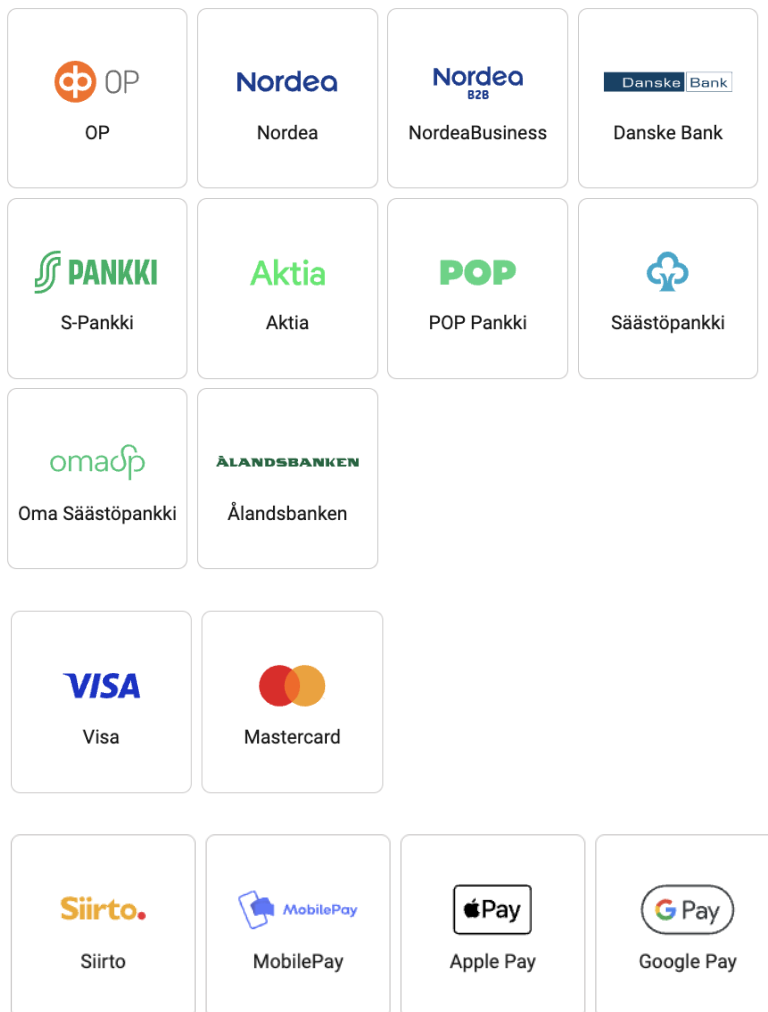 OP
OP
Nordea
Nordea
Nordea
B2B
NordeaBusiness
Danske Bank
Danske Bank
S PANKKI
S-Pankki
Aktia
Aktia
POP
POP Pankki
Säästöpankki
omasp
Oma Säästöpankki
ÅLANDSBANKEN
Ålandsbanken
VISA
Visa
Mastercard
Siirto.
Siirto
MobilePay
MobilePay
Pay
Apple Pay
G Pay
Google Pay